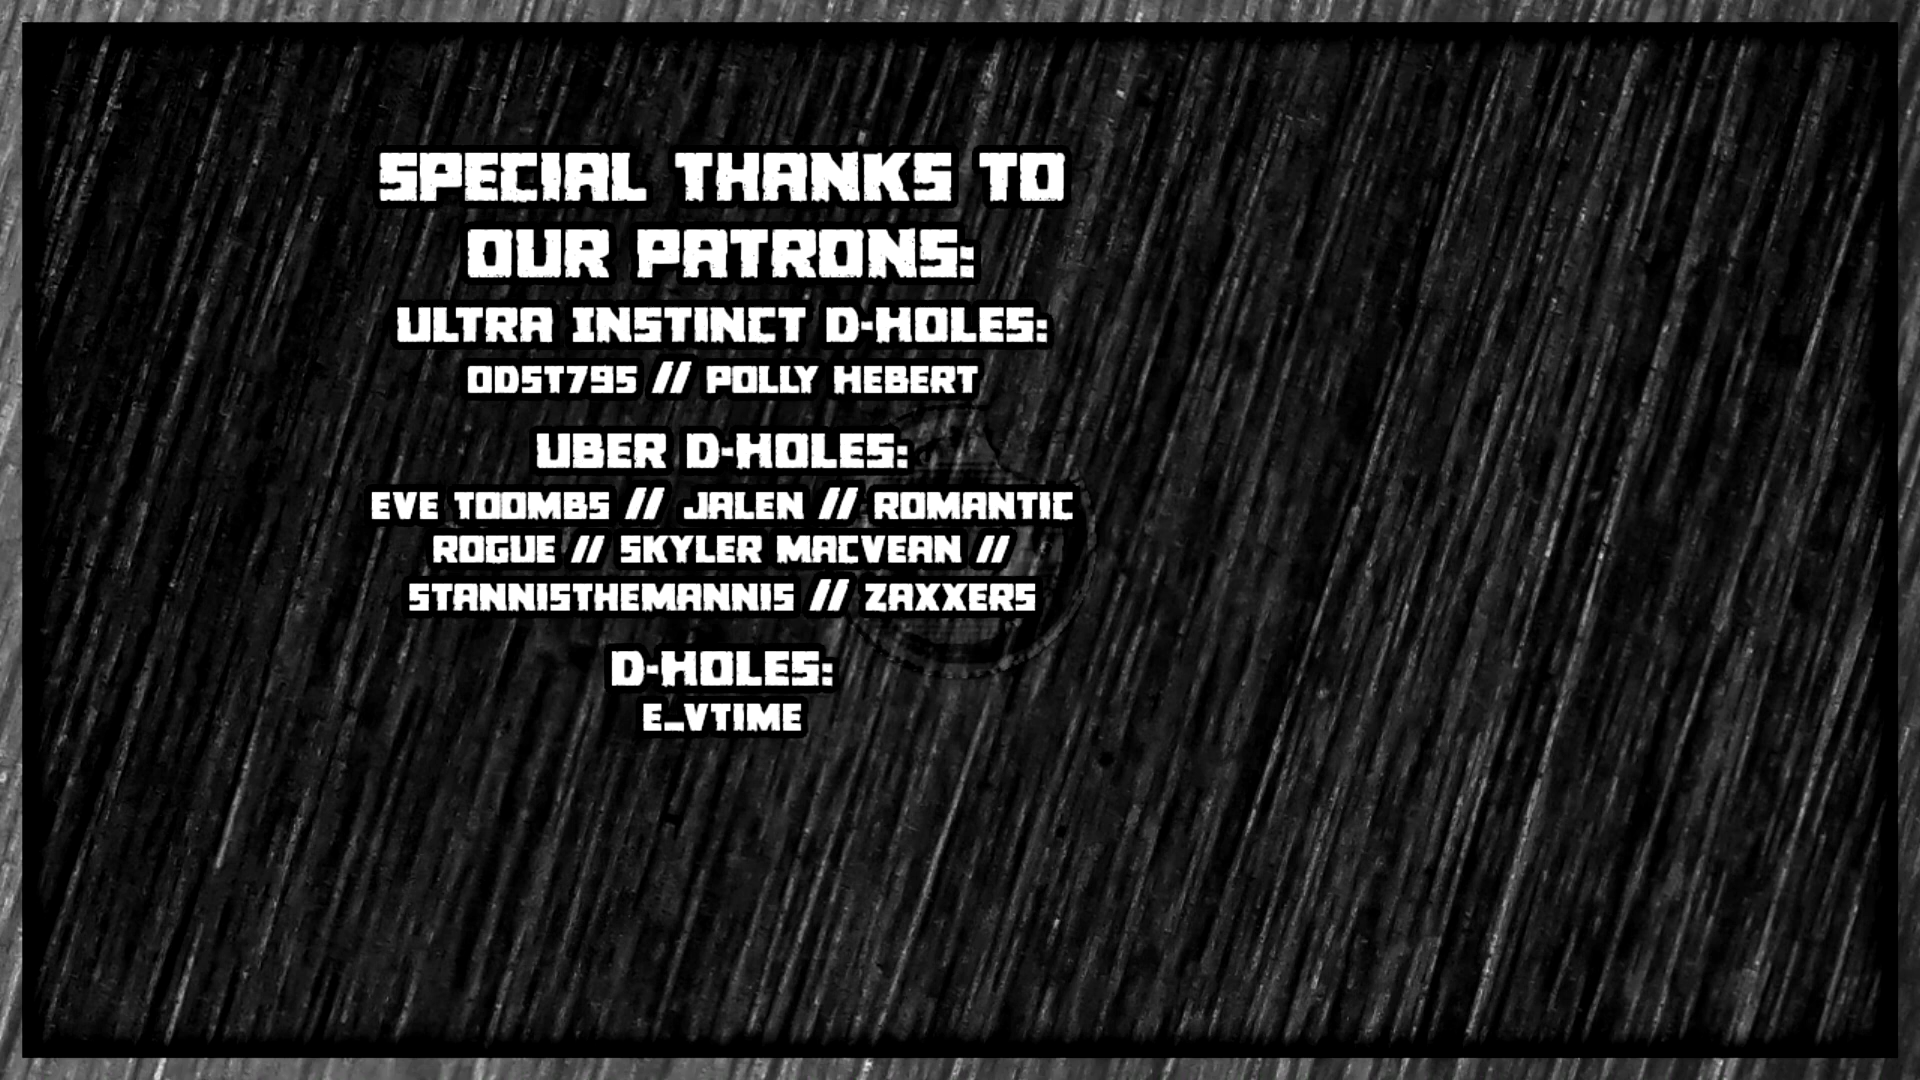 SPECIAL THANKS TO
OUR PATRONS:
ULTRA INSTINCT D-HOLES:
ODST795 // POLLY HEBERT
UBER D-HOLES:
EVE TOOMBS // JALEN // ROMANTIC
ROGUE // SKYLER MACVEAN //
STANNISTHEMANNIS // ZAXXERS
D-HOLES:
E_VTIME